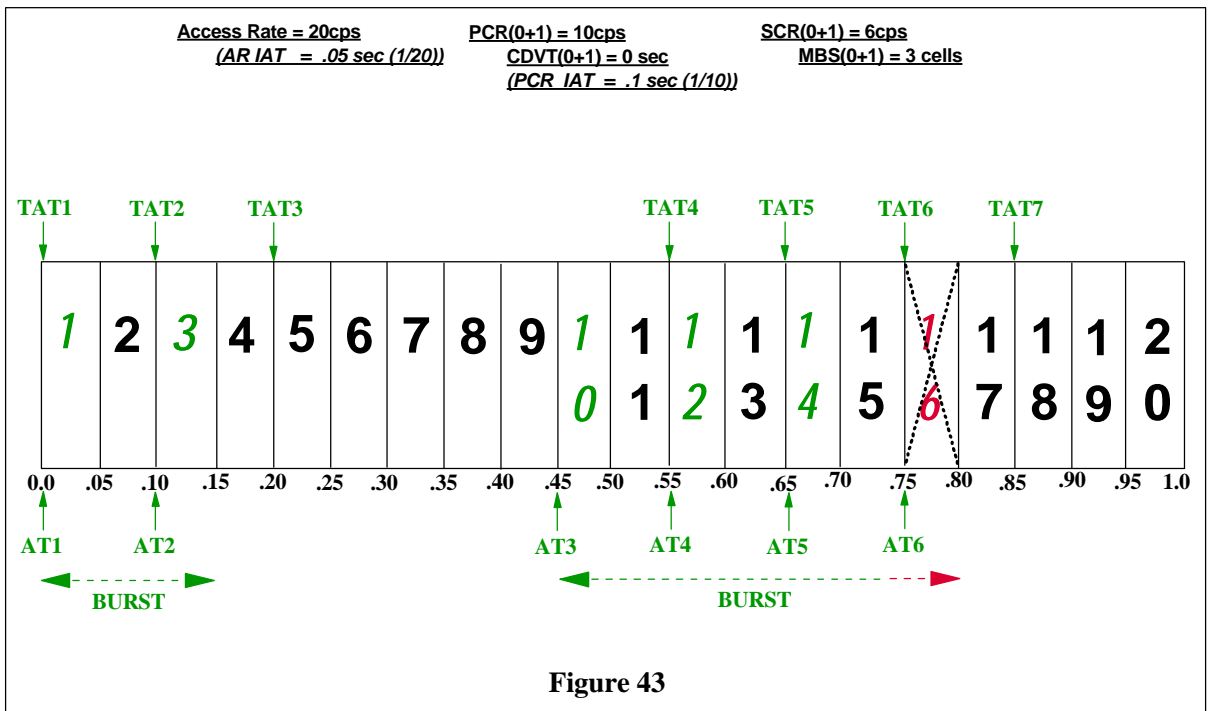 Access Rate = 20cps PCR(0+1) = 10cps SCR(0+1) = 6cps
(AR IAT = .05 sec (1/20)) CDVT(0+1) = 0 sec MBS(0+1) = 3 cells
(PCR IAT = .1 sec (1/10))
TAT1 TAT2 TAT3 TAT4 TAT5 TAT6 TAT7
1 2 3 4 5 6 7 8 9 1 1 1 1 1 1 1 1 1 1 2
0 1 2 3 4 5 6 7 8 9 0
0.0 .05 .10 .15 .20 .25 .30 .35 .40 .45 .50 .55 .60 .65 .70 .75 .80 .85 .90 .95 1.0
AT1 AT2 AT3 AT4 AT5 AT6
BURST BURST
Figure 43